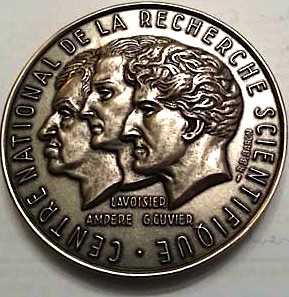 CENTRE NATIONAL DE LA RECHERCHE SCIENTIFIQUE
LAVOISIER
AMPÈRE G.CUVIER